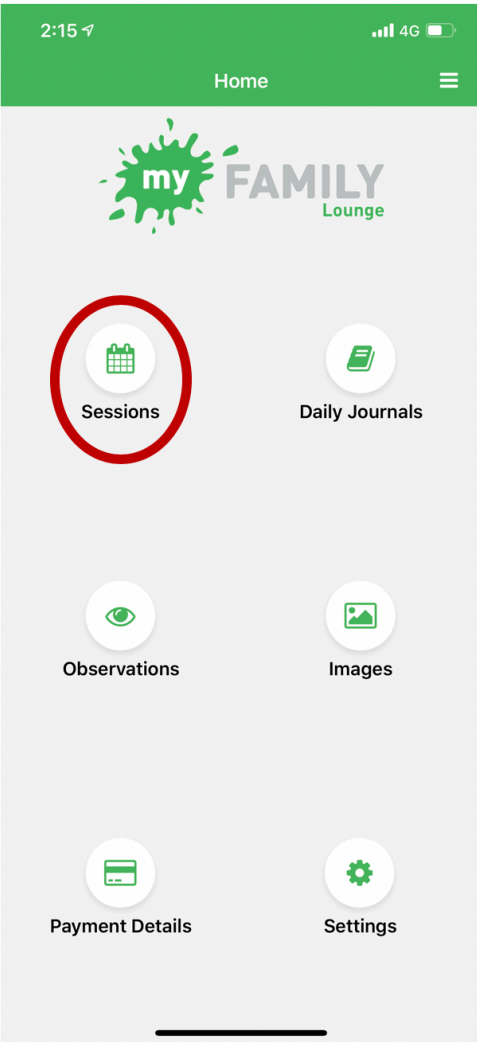 2:15 4G
Home
my FAMILY
Lounge
Sessions Daily Journals
Observations Images
Payment Details Settings